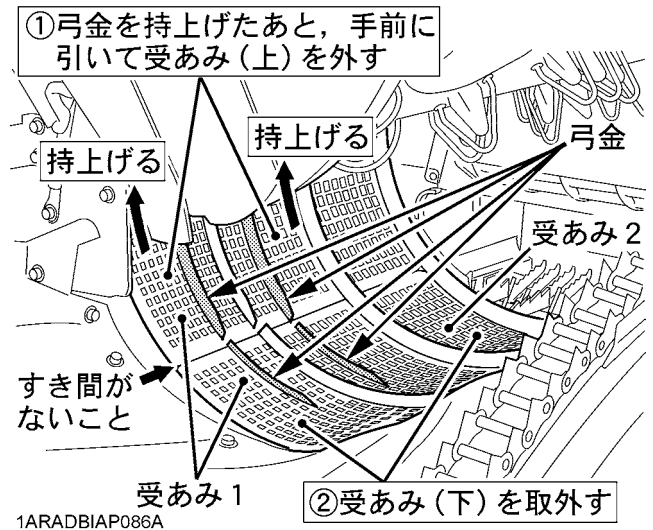 ①弓金を持上げたあと，手前に
引いて受あみ（上）を外す
持上げる
持上げる
弓金
受あみ２
すき間が
ないこと
受あみ１
②受あみ（下）を取外す
1ARADBIAP086A